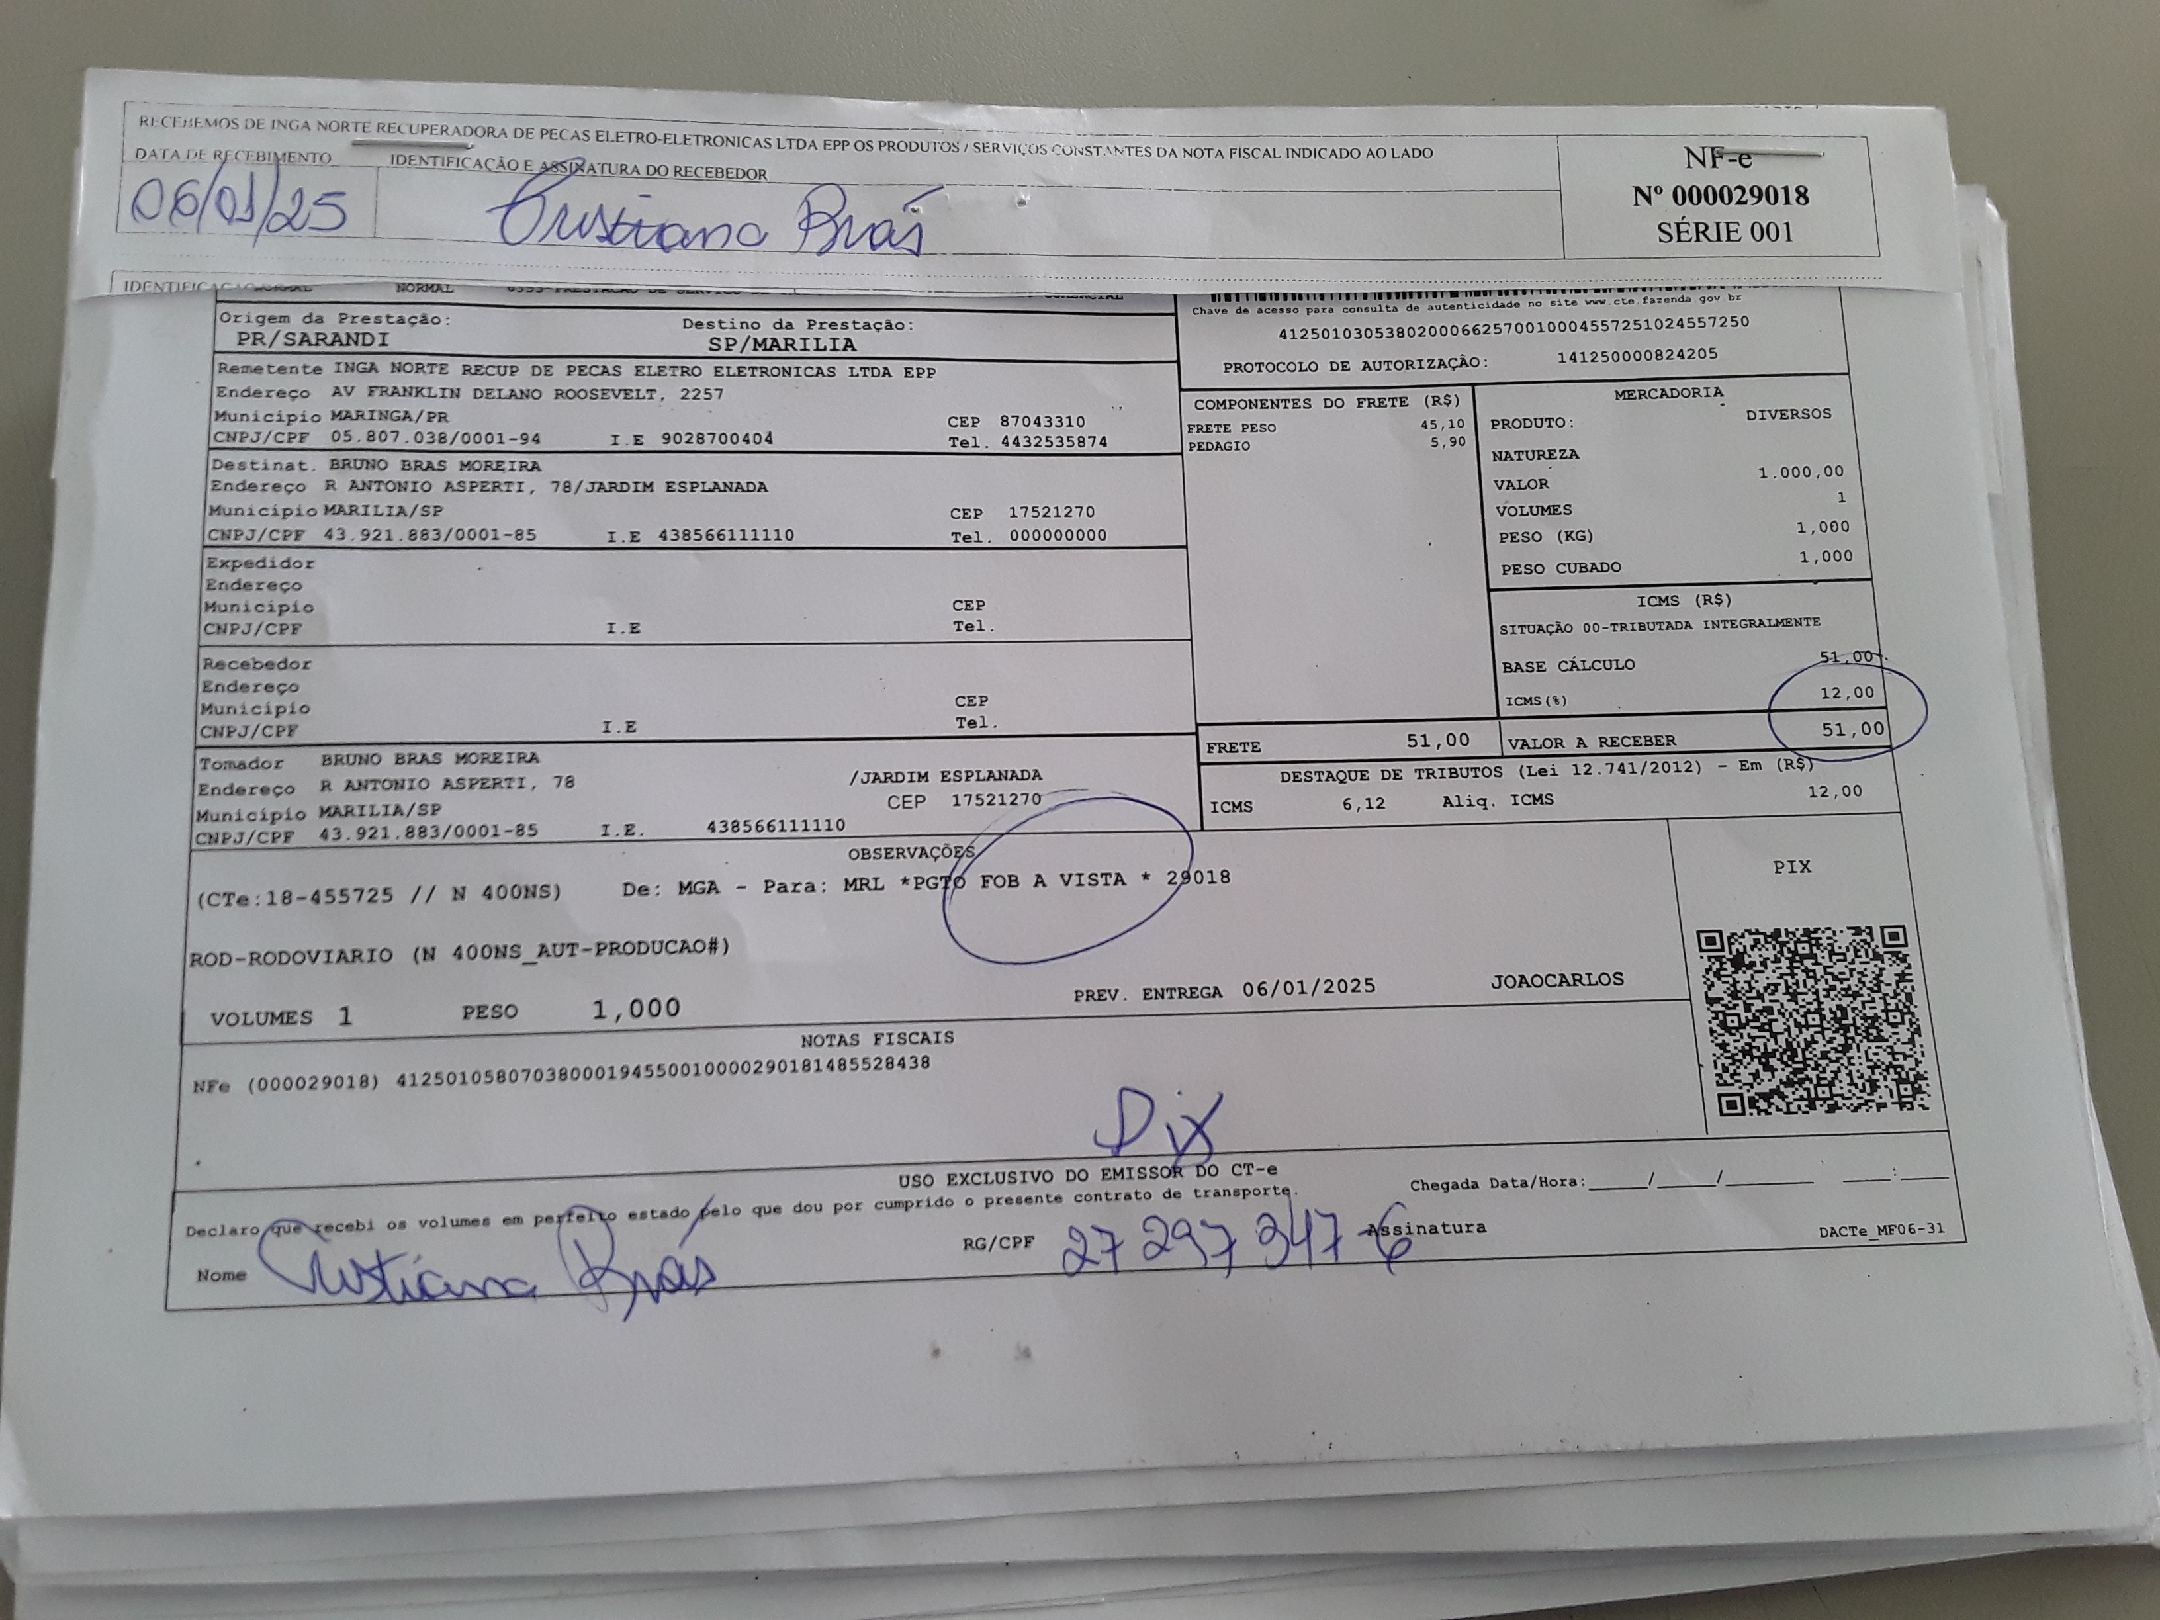 RECEBEMOS DE INGA NORTE RECUPERADORA DE PECAS ELETRO-ELETRONICAS LTDA EPP OS PRODUTOS / SERVIÇOS CONSTANTES DA NOTA FISCAL INDICADO AO LADO
DATA DE RECEBIMENTO IDENTIFICAÇÃO E ASSINATURA DO RECEBEDOR
06/01/25 Cristiana Brás
NF-e
Nº 000029018
SÉRIE 001
NORMAL
Origem da Prestação: Destino da Prestação:
PR/SARANDI SP/MARILIA
Remetente INGA NORTE RECUP DE PECAS ELETRO ELETRONICAS LTDA EPP
Endereço AV FRANKLIN DELANO ROOSEVELT, 2257
Município MARINGA/PR CEP 87043310
CNPJ/CPF 05.807.038/0001-94 I.E 9028700404 Tel. 4432535874
Destinat. BRUNO BRAS MOREIRA
Endereço R ANTONIO ASPERTI, 78/JARDIM ESPLANADA
Município MARILIA/SP CEP 17521270
CNPJ/CPF 43.921.883/0001-85 I.E 438566111110 Tel. 000000000
Expedidor
Endereço
Município CEP
CNPJ/CPF I.E Tel.
Recebedor
Endereço
Município CEP
CNPJ/CPF I.E Tel.
Tomador BRUNO BRAS MOREIRA
Endereço R ANTONIO ASPERTI, 78 /JARDIM ESPLANADA
Município MARILIA/SP CEP 17521270
CNPJ/CPF 43.921.883/0001-85 I.E. 438566111110
Chave de acesso para consulta de autenticidade no site www.cte.fazenda gov br
41250103053802000662570010004557251024557250
PROTOCOLO DE AUTORIZAÇÃO: 141250000824205
COMPONENTES DO FRETE (R$)
FRETE PESO 45,10
PEDAGIO 5,90
MERCADORIA
PRODUTO: DIVERSOS
NATUREZA
VALOR 1.000,00
VOLUMES 1
PESO (KG) 1,000
PESO CUBADO 1,000
ICMS (R$)
SITUAÇÃO 00-TRIBUTADA INTEGRALMENTE
BASE CÁLCULO 51,00
ICMS(%) 12,00
FRETE 51,00 VALOR A RECEBER 51,00
DESTAQUE DE TRIBUTOS (Lei 12.741/2012) - Em (R$)
ICMS 6,12 Aliq. ICMS 12,00
OBSERVAÇÕES
(CTe:18-455725 // N 400NS) De: MGA - Para: MRL *PGTO FOB A VISTA * 29018
ROD-RODOVIARIO (N 400NS_AUT-PRODUCAO#)
VOLUMES 1 PESO 1,000 PREV. ENTREGA 06/01/2025 JOAOCARLOS
PIX
NOTAS FISCAIS
NFe (000029018) 41250105807038000194550010000290181485528438
Pix
USO EXCLUSIVO DO EMISSOR DO CT-e
Declaro que recebi os volumes em perfeito estado pelo que dou por cumprido o presente contrato de transporte. Chegada Data/Hora:_____/_____/________ ____:____
Nome Cristiana Brás RG/CPF 27 297 347-6 Assinatura DACTe_MF06-31